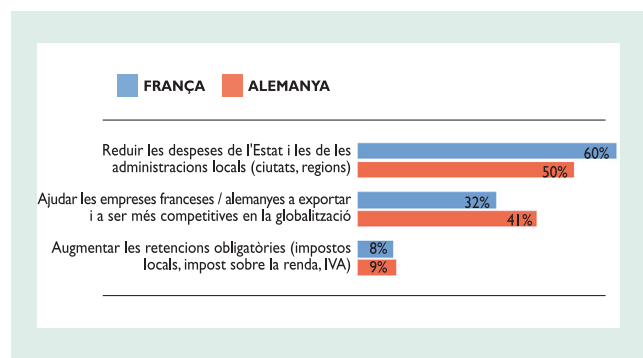 FRANÇA ALEMANYA
Reduir les despeses de l'Estat i les de les
administracions locals (ciutats, regions)
60%
50%
Ajudar les empreses franceses / alemanyes a exportar
i a ser més competitives en la globalització
32%
41%
Augmentar les retencions obligatòries (impostos
locals, impost sobre la renda, IVA)
8%
9%